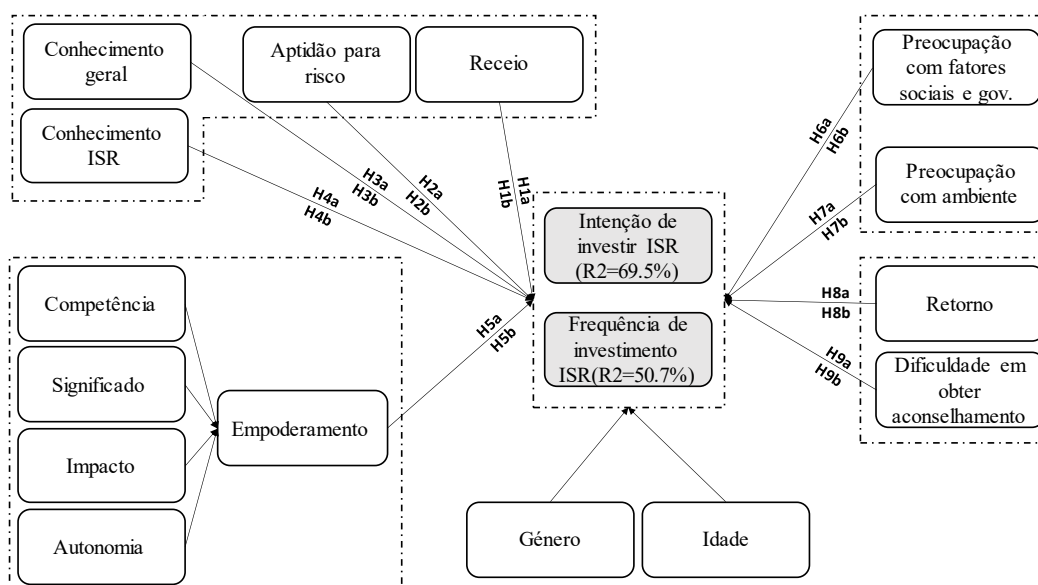 Conhecimento
geral
Aptidão para
risco
Receio
Preocupação
com fatores
sociais e gov.
Conhecimento
ISR
Preocupação
com ambiente
H1a
H1b
H2a
H2b
H3a
H3b
H4a
H4b
H5a
H5b
H6a
H6b
H7a
H7b
H8a
H8b
H9a
H9b
Intenção de
investir ISR
(R2=69.5%)
Frequência de
investimento
ISR(R2=50.7%)
Retorno
Dificuldade em
obter
aconselhamento
Competência
Significado
Impacto
Autonomia
Empoderamento
Género
Idade